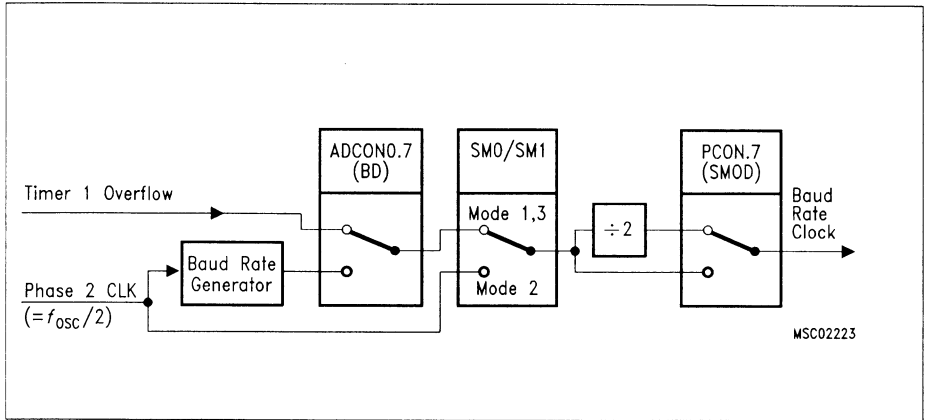 ADCON0.7
(BD)
SM0/SM1
PCON.7
(SMOD)
Timer 1 Overflow
Mode 1,3
÷2
Baud
Rate
Clock
Baud Rate
Generator
Phase 2 CLK
(=fOSC/2)
Mode 2
MSC02223